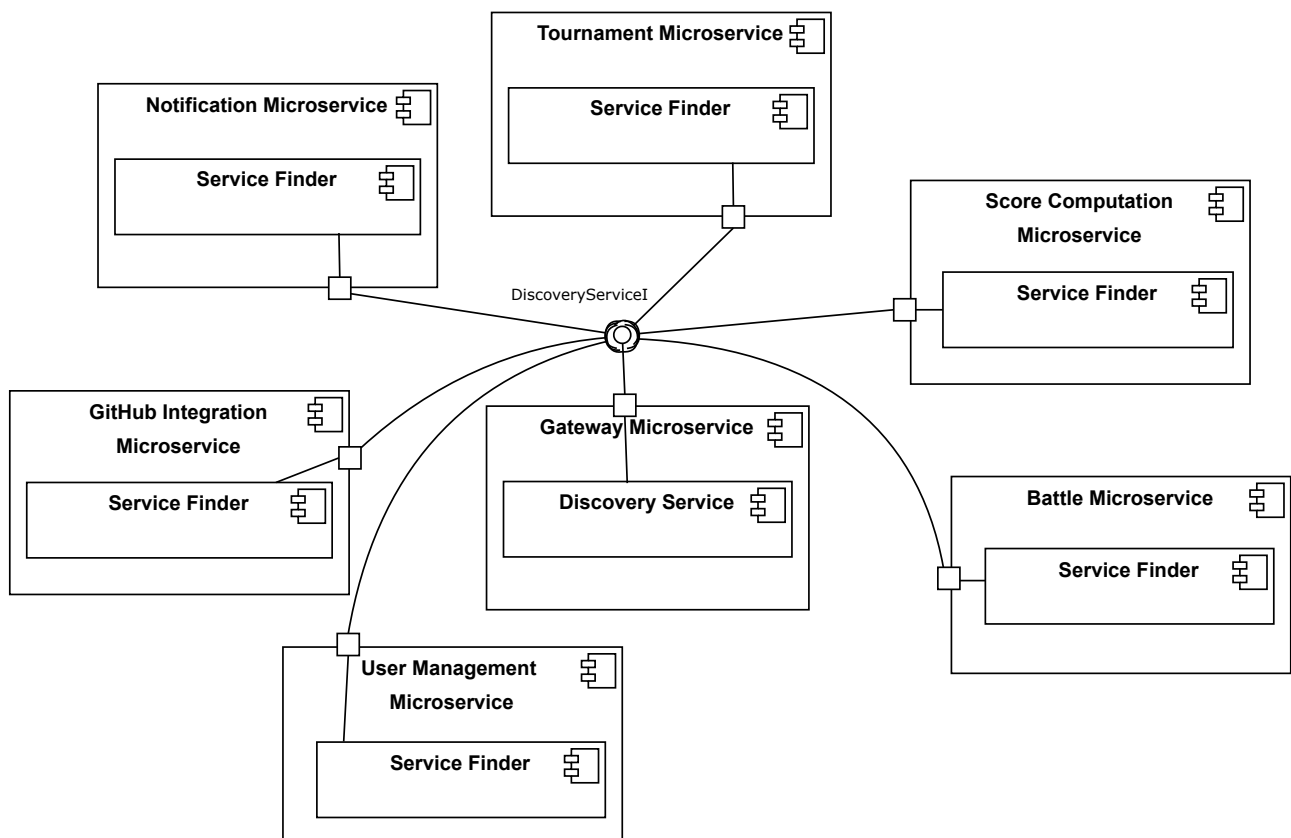 Tournament Microservice
Service Finder
Notification Microservice
Service Finder
Score Computation
Microservice
Service Finder
DiscoveryServiceI
GitHub Integration
Microservice
Service Finder
Gateway Microservice
Discovery Service
Battle Microservice
Service Finder
User Management
Microservice
Service Finder